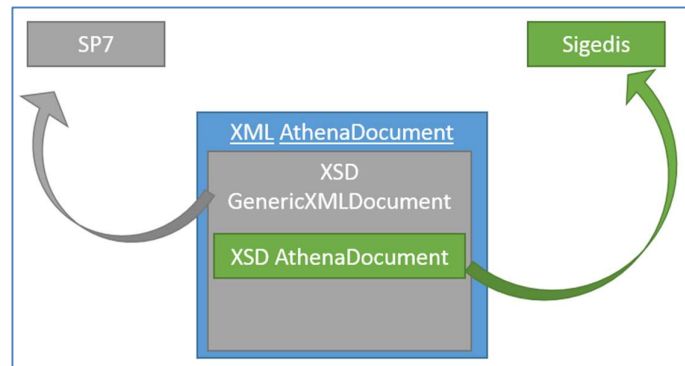 SP7
Sigedis
XML AthenaDocument
XSD
GenericXMLDocument
XSD AthenaDocument